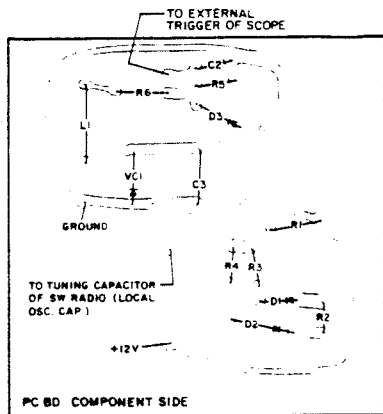 TO EXTERNAL
TRIGGER OF SCOPE
C2
R6
R5
L1
D3
VC1
C3
GROUND
R1
R4
R3
TO TUNING CAPACITOR
OF SW RADIO (LOCAL
OSC. CAP.)
D1
R2
D2
+12V
PC BD COMPONENT SIDE